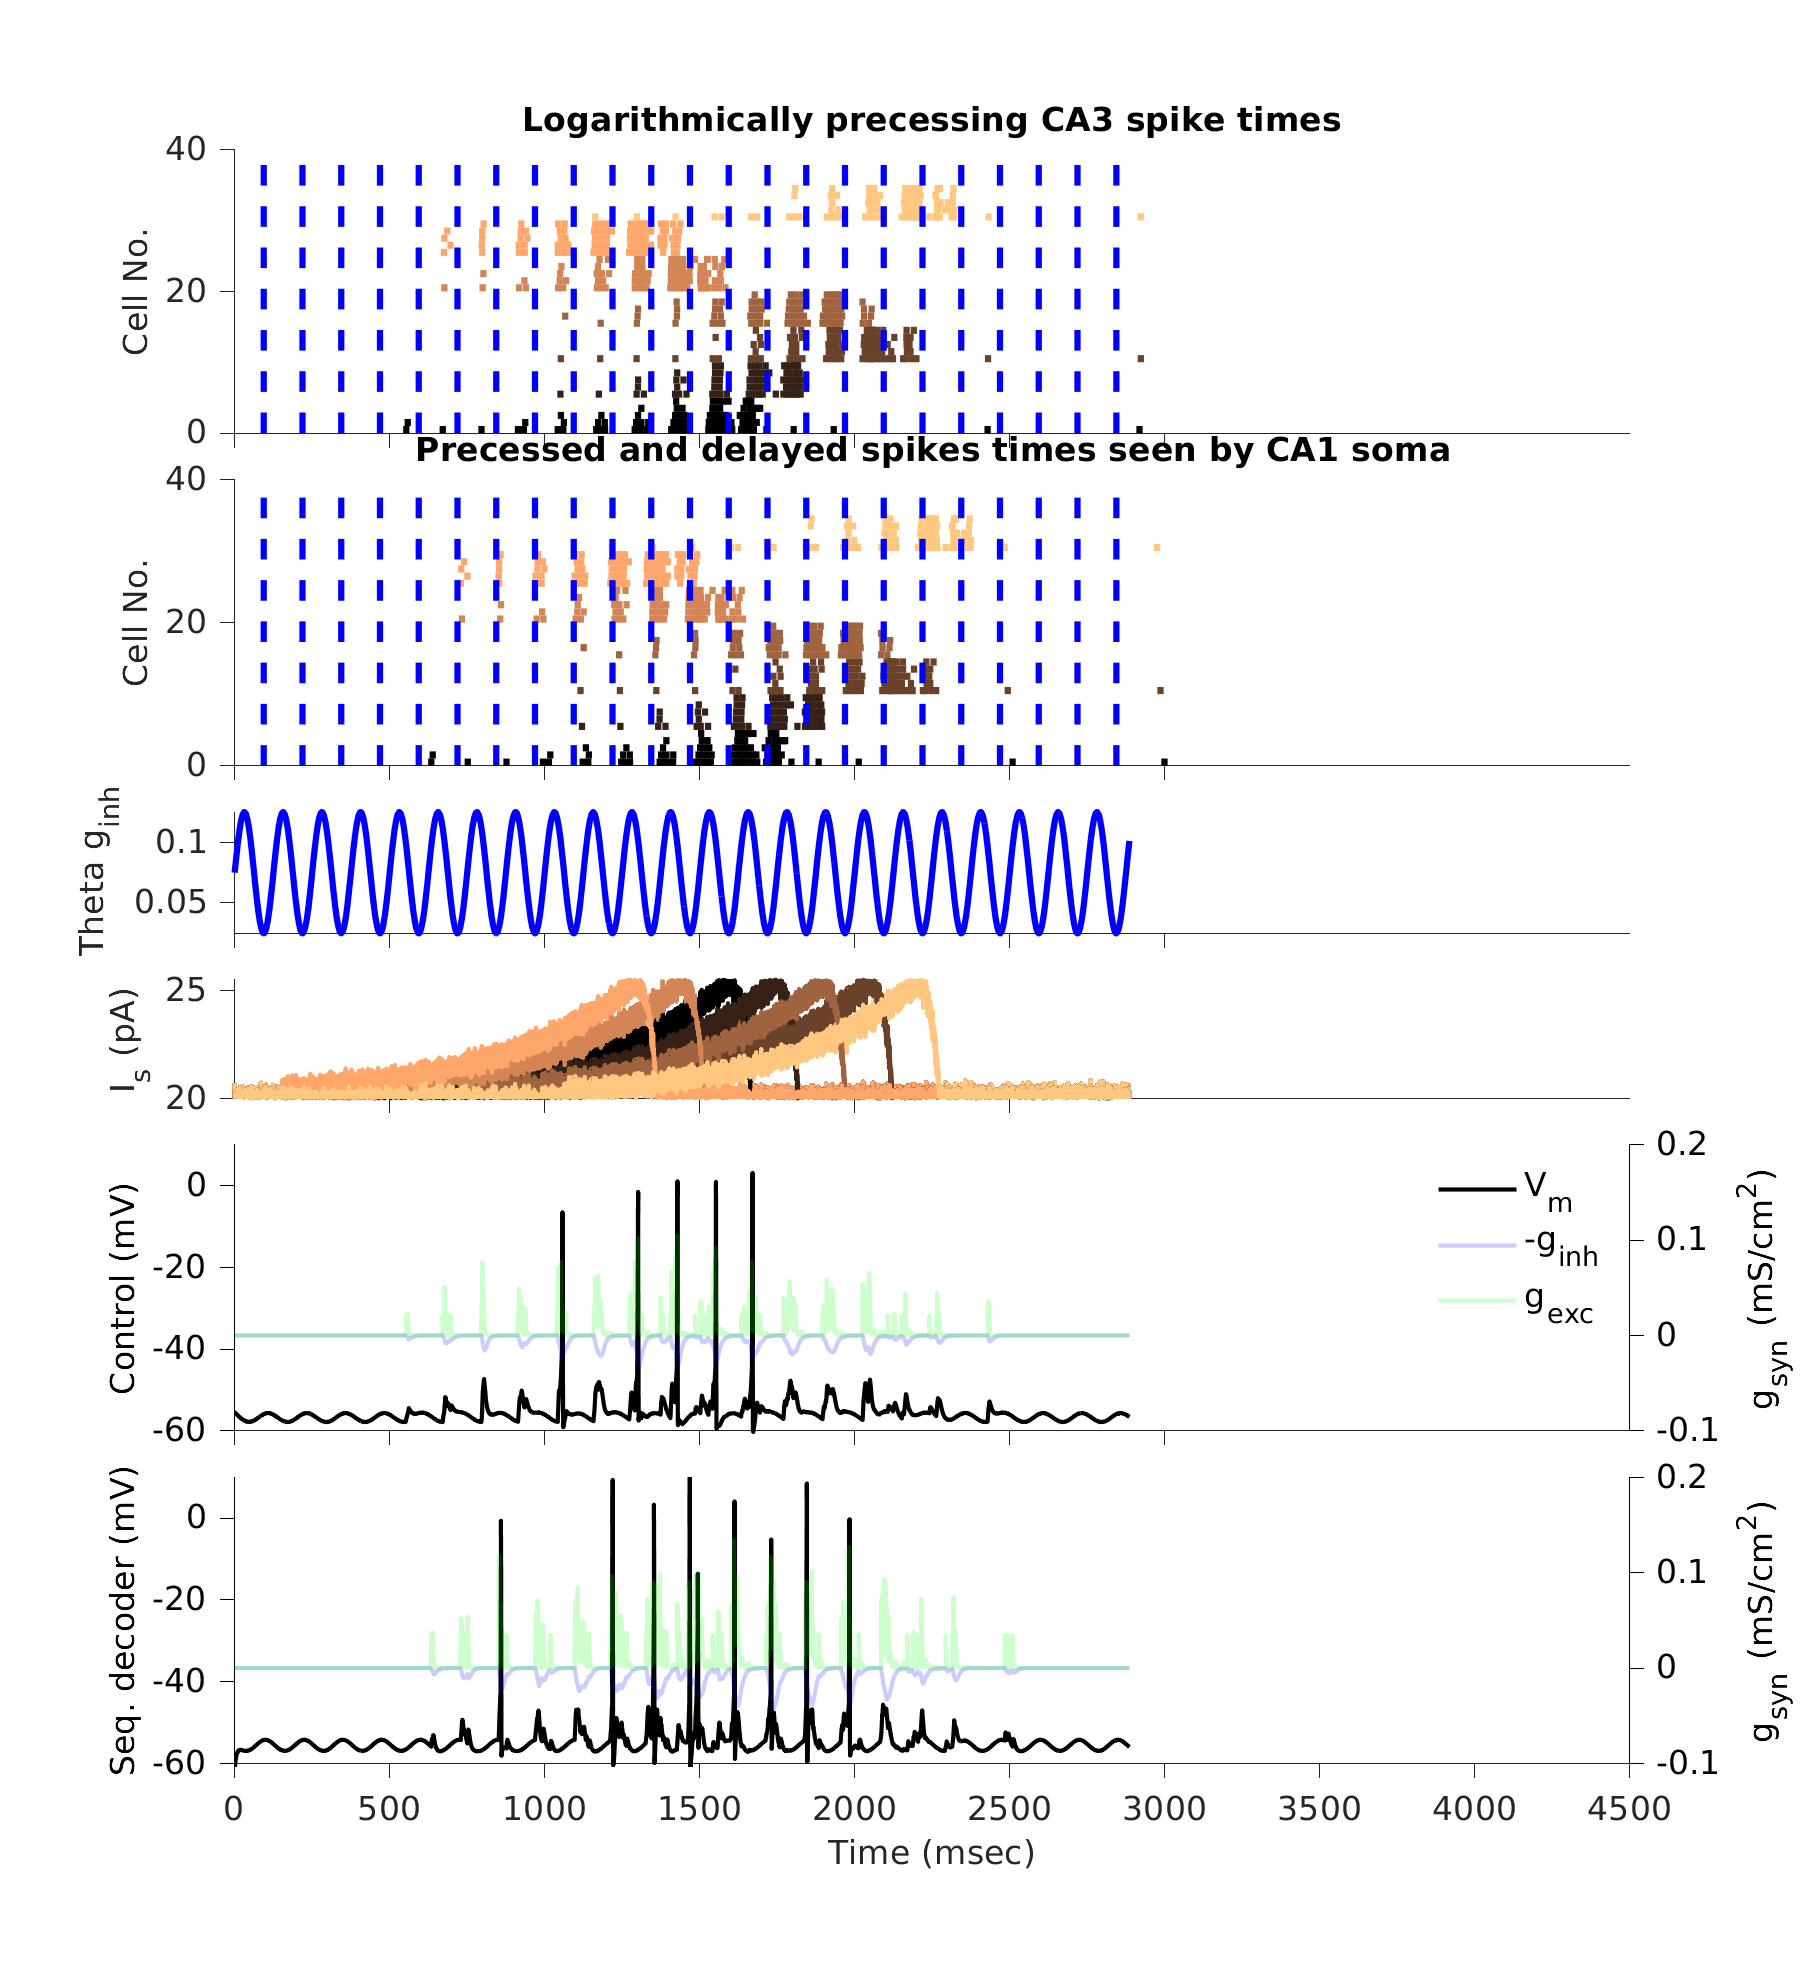 Logarithmically precessing CA3 spike times
40
20
0
Cell No.
Precessed and delayed spikes times seen by CA1 soma
40
20
0
Cell No.
0.1
0.05
Theta g_inh
25
20
I_s (pA)
0
-20
-40
-60
Control (mV)
V_m
-g_inh
g_exc
0.2
0.1
0
-0.1
g_syn (mS/cm^2)
0
-20
-40
-60
Seq. decoder (mV)
0.2
0.1
0
-0.1
g_syn (mS/cm^2)
0 500 1000 1500 2000 2500 3000 3500 4000 4500
Time (msec)